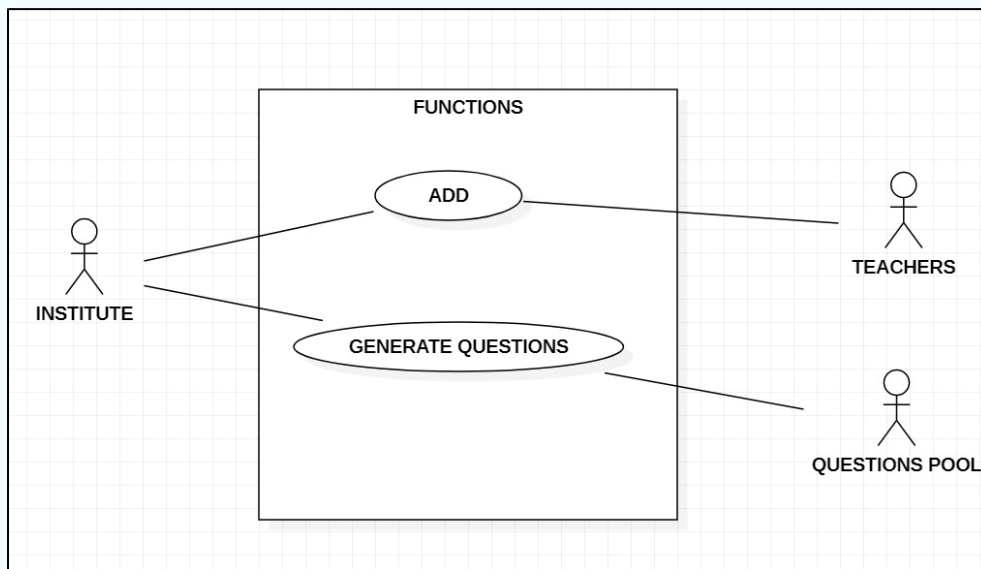 FUNCTIONS
ADD
TEACHERS
INSTITUTE
GENERATE QUESTIONS
QUESTIONS POOL